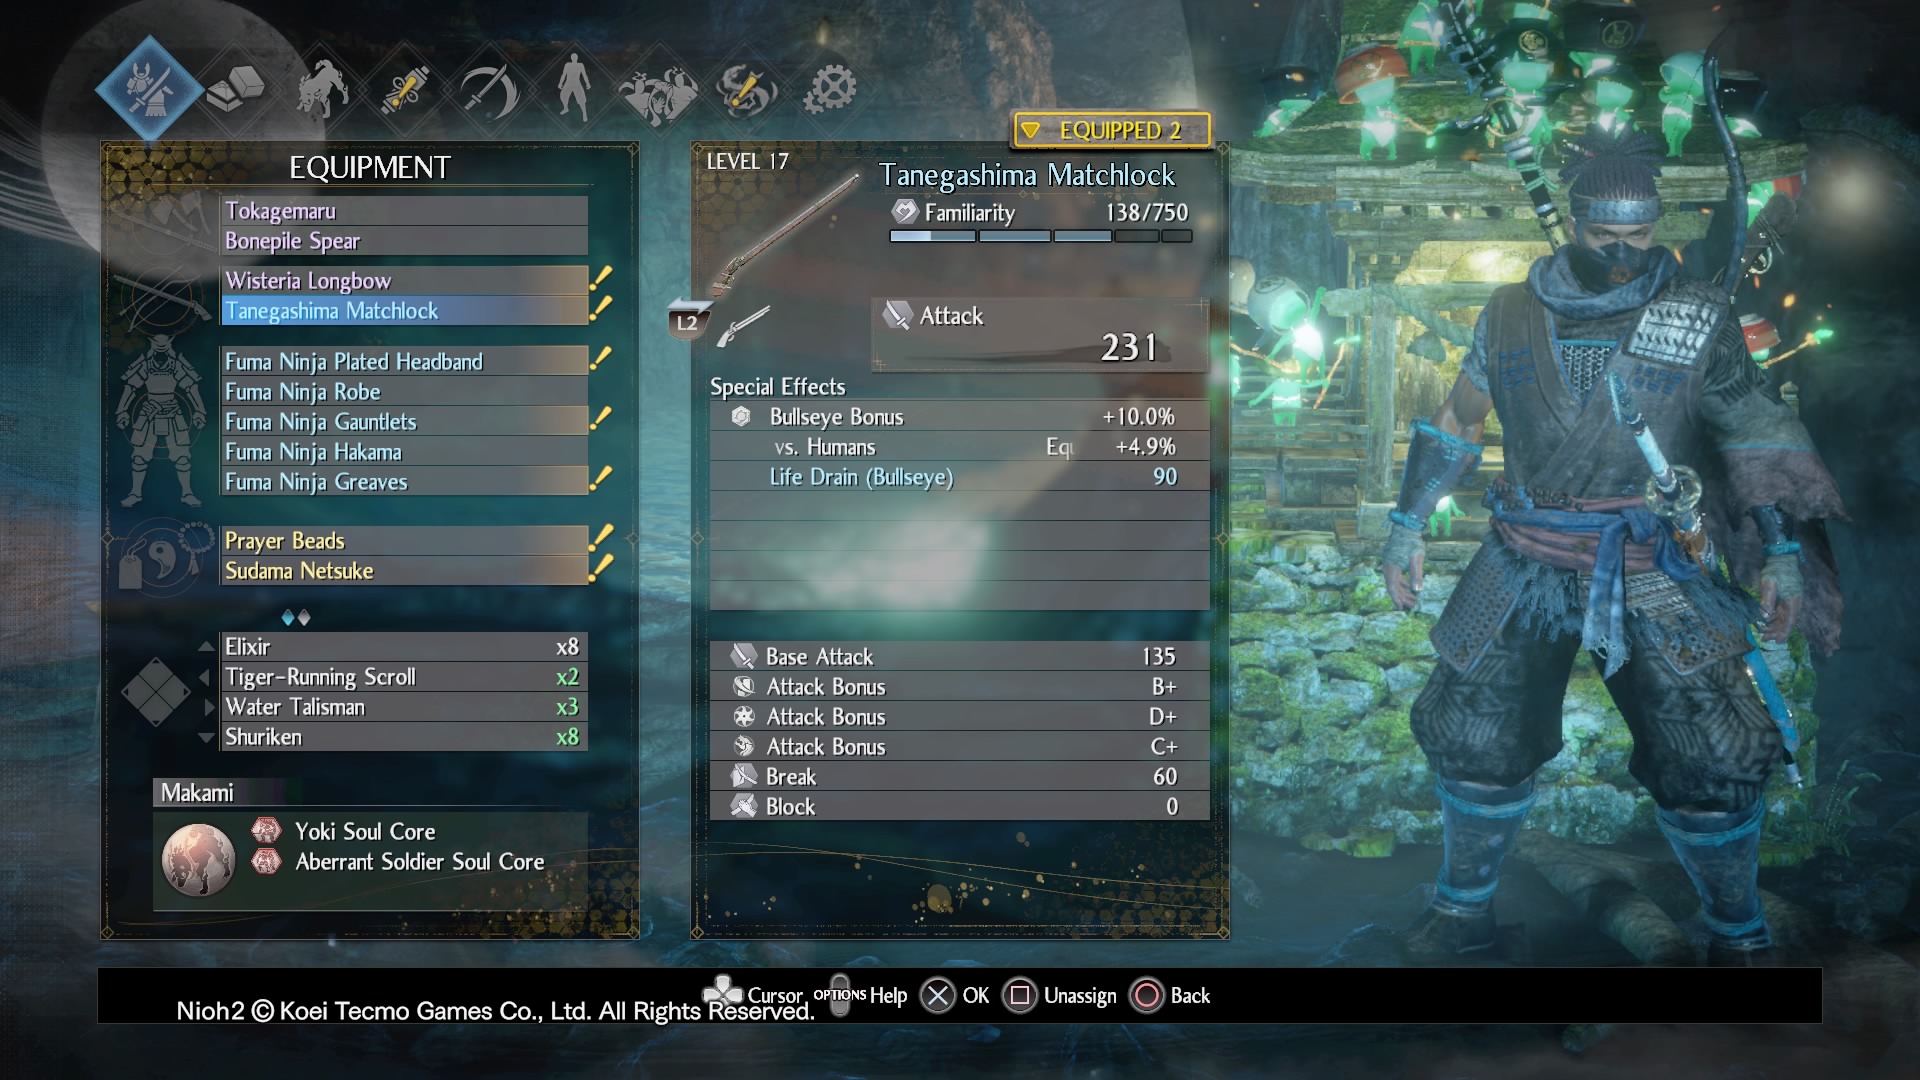 EQUIPMENT
Tokagemaru
Bonepile Spear
Wisteria Longbow
Tanegashima Matchlock
Fuma Ninja Plated Headband
Fuma Ninja Robe
Fuma Ninja Gauntlets
Fuma Ninja Hakama
Fuma Ninja Greaves
Prayer Beads
Sudama Netsuke
Elixir x8
Tiger-Running Scroll x2
Water Talisman x3
Shuriken x8
Makami
Yoki Soul Core
Aberrant Soldier Soul Core
EQUIPPED 2
LEVEL 17
Tanegashima Matchlock
Familiarity 138/750
L2
Attack
231
Special Effects
Bullseye Bonus +10.0%
vs. Humans Equ +4.9%
Life Drain (Bullseye) 90
Base Attack 135
Attack Bonus B+
Attack Bonus D+
Attack Bonus C+
Break 60
Block 0
Cursor OPTIONS Help OK Unassign Back
Nioh2 © Koei Tecmo Games Co., Ltd. All Rights Reserved.